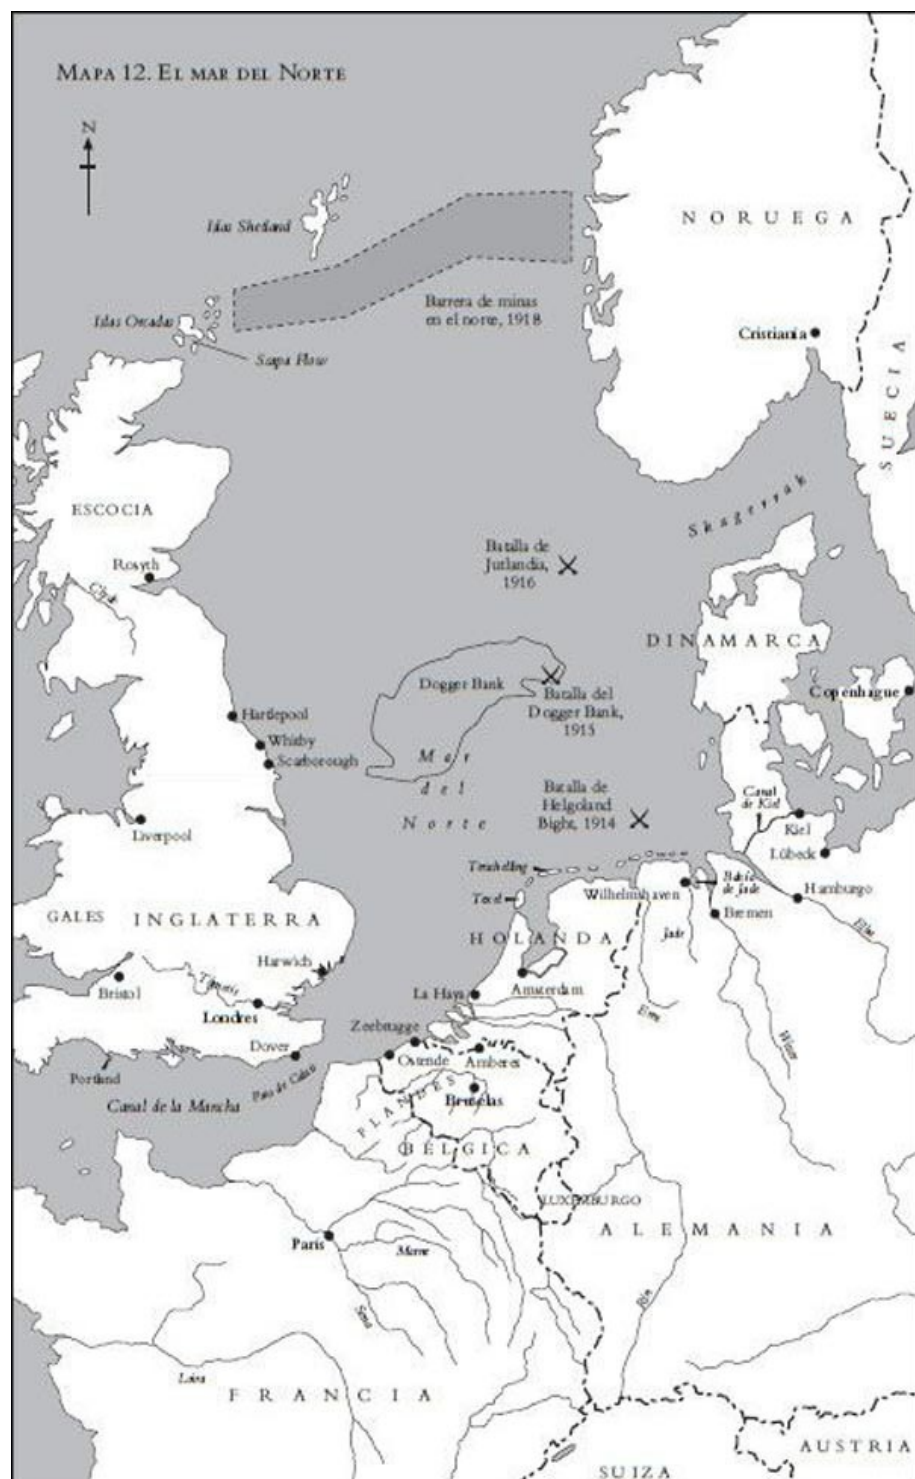 MAPA 12. EL MAR DEL NORTE
N
NORUEGA
Islas Shetland
Islas Orcadas
Barrera de minas
en el norte, 1918
Scapa Flow
Cristianía
SUECIA
ESCOCIA
Skagerrak
Batalla de
Jutlandia,
1916
Rosyth
Clyde
DINAMARCA
Dogger Bank
Batalla del
Dogger Bank,
1915
Copenhague
Hartlepool
Whitby
Scarborough
Mar
del
Norte
Batalla de
Helgoland
Bight, 1914
Canal
de Kiel
Kiel
Liverpool
Lübeck
Terschelling
Texel
Wilhelmshaven
Bahía
de Jade
Hamburgo
Bremen
GALES
INGLATERRA
HOLANDA
Jade
Elba
Harwich
Bristol
Támesis
Londres
La Haya
Amsterdam
Ems
Weser
Zeebrugge
Dover
Ostende
Amberes
Portland
Paso de Calais
Canal de la Mancha
FLANDES
Bruselas
BÉLGICA
LUXEMBURGO
ALEMANIA
París
Marne
Sena
Rin
Loira
FRANCIA
SUIZA
AUSTRIA